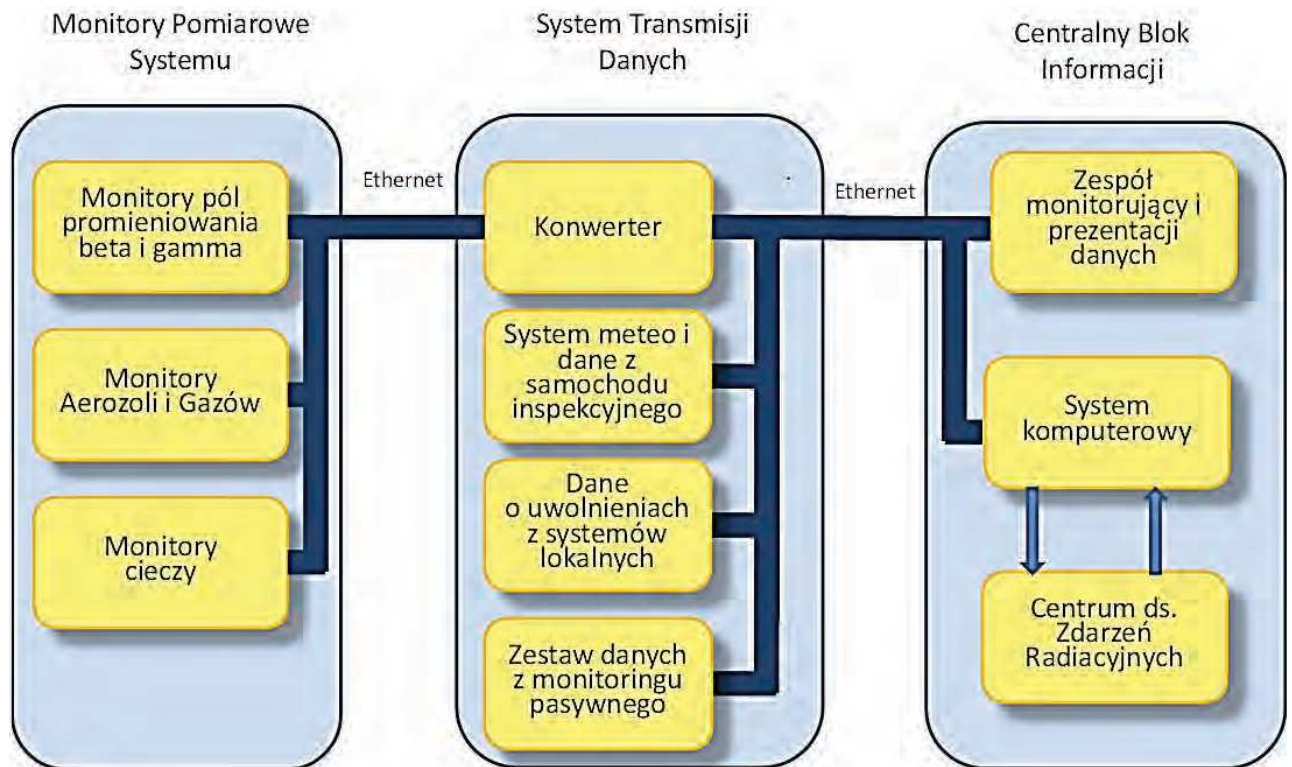 Monitory Pomiarowe
Systemu
Monitory pól
promieniowania
beta i gamma
Monitory
Aerozoli i Gazów
Monitory
cieczy
Ethernet
System Transmisji
Danych
Konwerter
System meteo i
dane z
samochodu
inspekcyjnego
Dane
o uwolnieniach
z systemów
lokalnych
Zestaw danych
z monitoringu
pasywnego
Ethernet
Centralny Blok
Informacji
Zespół
monitorujący i
prezentacji
danych
System
komputerowy
Centrum ds.
Zdarzeń
Radiacyjnych